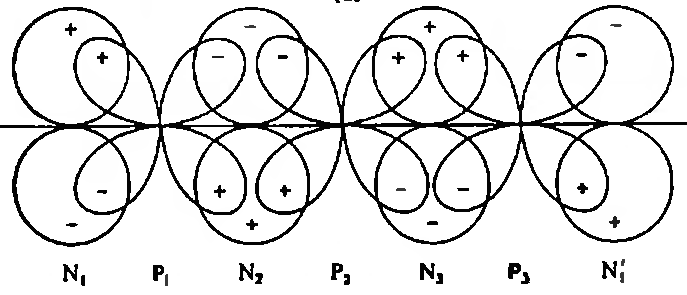 + + − − − + + − −
− − + + + − − − + +
N₁ P₁ N₂ P₂ N₃ P₃ N₁′